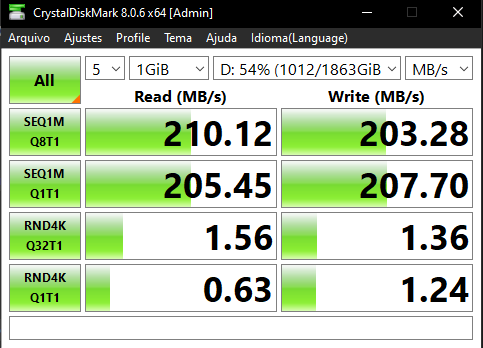 CrystalDiskMark 8.0.6 x64 [Admin]
Arquivo Ajustes Profile Tema Ajuda Idioma(Language)
All 5 1GiB D: 54% (1012/1863GiB MB/s
Read (MB/s) Write (MB/s)
SEQ1M
Q8T1 210.12 203.28
SEQ1M
Q1T1 205.45 207.70
RND4K
Q32T1 1.56 1.36
RND4K
Q1T1 0.63 1.24